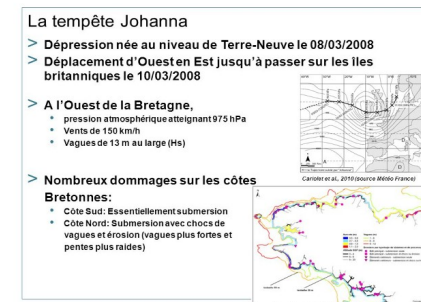 La tempête Johanna
> Dépression née au niveau de Terre-Neuve le 08/03/2008
> Déplacement d'Ouest en Est jusqu'à passer sur les îles
britanniques le 10/03/2008
> A l'Ouest de la Bretagne,
• pression atmosphérique atteignant 975 hPa
• Vents de 150 km/h
• Vagues de 13 m au large (Hs)
Cariolet et al., 2010 (source Météo France)
> Nombreux dommages sur les côtes
Bretonnes:
• Côte Sud: Essentiellement submersion
• Côte Nord: Submersion avec chocs de
vagues et érosion (vagues plus fortes et
pentes plus raides)